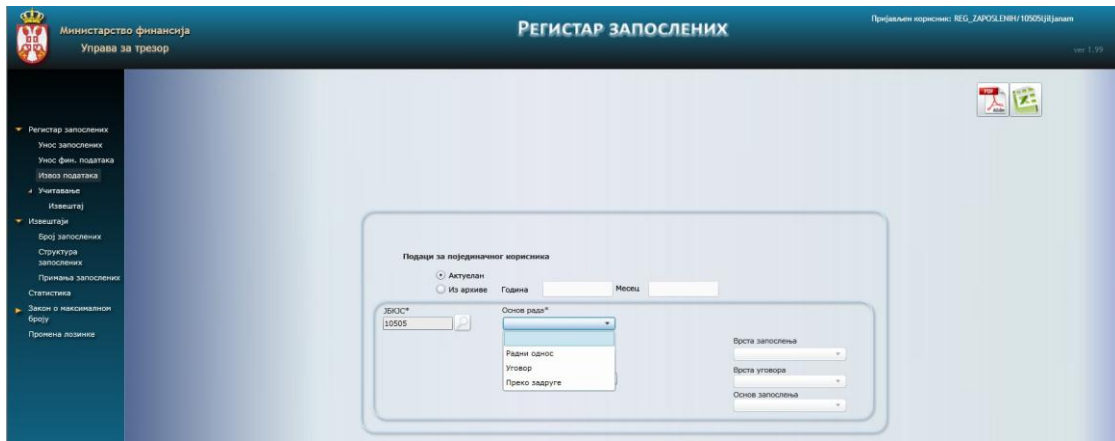 Министарство финансија
Управа за трезор
РЕГИСТАР ЗАПОСЛЕНИХ
Пријављен корисник: REG_ZAPOSLENIH/10505ljiljanam
ver 1.99
PDF
Adobe
Регистар запослених
Унос запослених
Унос фин. података
Извоз података
Учитавање
Извештај
Извештаји
Број запослених
Структура
запослених
Примања запослених
Статистика
Закон о максималном
броју
Промена лозинке
Подаци за појединачног корисника
Актуелан
Из архиве Година Месец
ЈБКЈС* Основ рада*
10505
Радни однос
Уговор
Преко задруге
Врста запослења
Врста уговора
Основ запослења